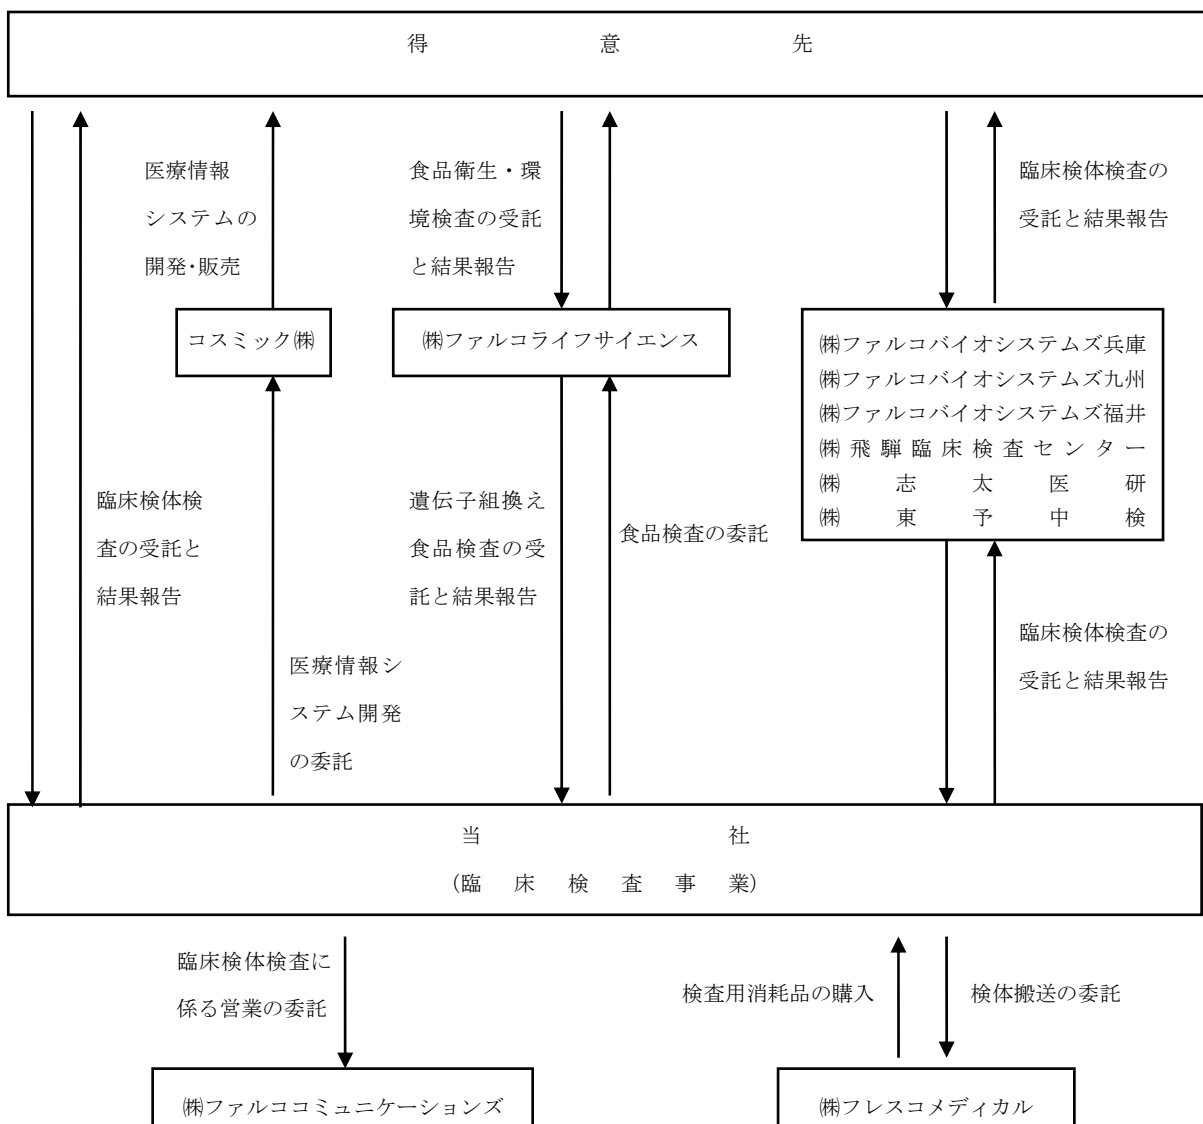 得意先
医療情報
システムの
開発・販売
食品衛生・環
境検査の受託
と結果報告
臨床検体検査の
受託と結果報告
コスミック㈱
㈱ファルコライフサイエンス
㈱ファルコバイオシステムズ兵庫
㈱ファルコバイオシステムズ九州
㈱ファルコバイオシステムズ福井
㈱飛騨臨床検査センター
㈱志太医研
㈱東予中検
臨床検体検
査の受託と
結果報告
遺伝子組換え
食品検査の受
託と結果報告
食品検査の委託
臨床検体検査の
受託と結果報告
医療情報シ
ステム開発
の委託
当社
(臨床検査事業)
臨床検体検査に
係る営業の委託
検査用消耗品の購入
検体搬送の委託
㈱ファルココミュニケーションズ
㈱フレスコメディカル